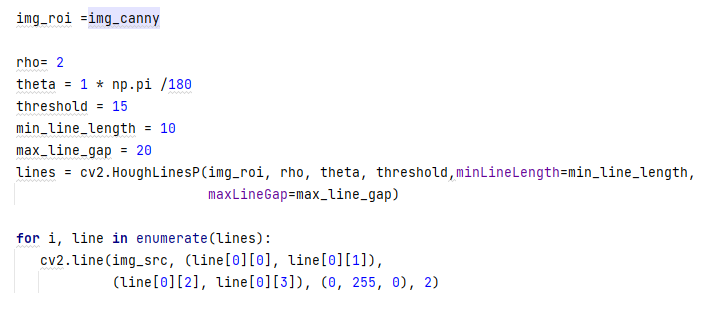 img_roi =img_canny

rho= 2
theta = 1 * np.pi /180
threshold = 15
min_line_length = 10
max_line_gap = 20
lines = cv2.HoughLinesP(img_roi, rho, theta, threshold,minLineLength=min_line_length,
                        maxLineGap=max_line_gap)

for i, line in enumerate(lines):
   cv2.line(img_src, (line[0][0], line[0][1]),
            (line[0][2], line[0][3]), (0, 255, 0), 2)